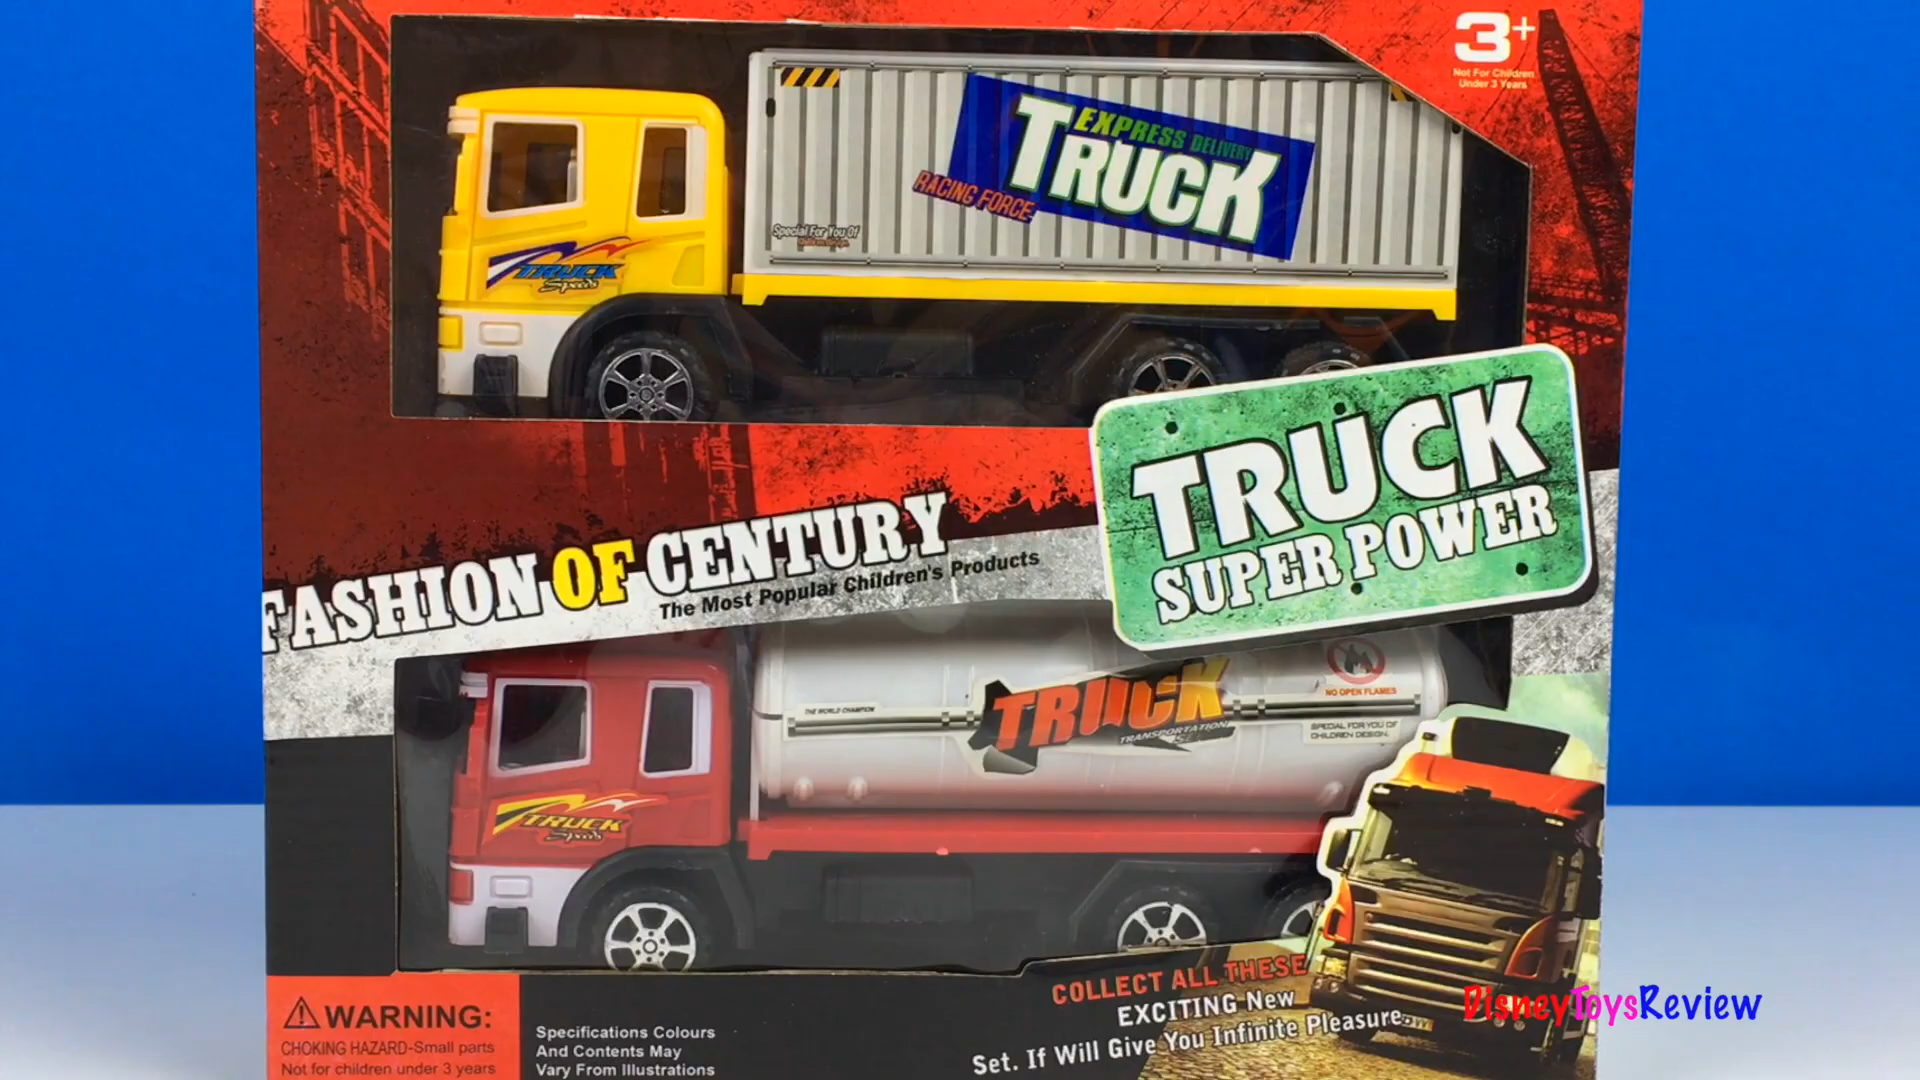 3+
Not For Children
Under 3 Years
EXPRESS DELIVERY
TRUCK
RACING FORCE
Special For You Of
TRUCK
Speed
TRUCK
SUPER POWER
FASHION OF CENTURY
The Most Popular Children's Products
TRUCK
TRANSPORTATION
THE WORLD CHAMPION
NO OPEN FLAMES
SPECIAL FOR YOU OF
CHILDREN DESIGN.
TRUCK
Speed
COLLECT ALL THESE
EXCITING New
Set. If Will Give You Infinite Pleasure
DisneyToysReview
WARNING:
CHOKING HAZARD-Small parts
Not for children under 3 years
Specifications Colours
And Contents May
Vary From Illustrations